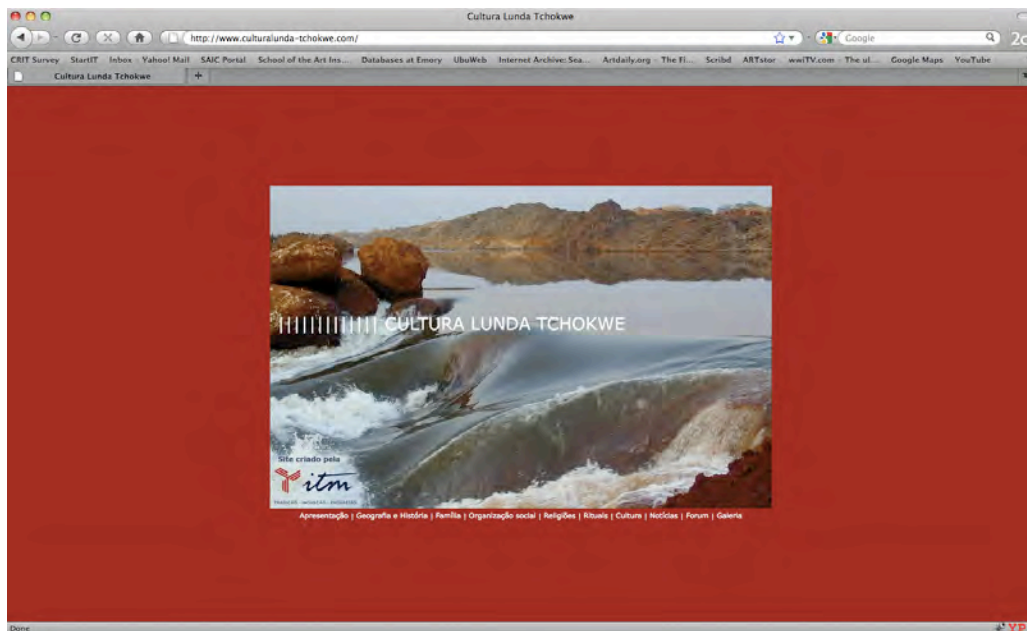 Cultura Lunda Tchokwe
http://www.culturalunda-tchokwe.com/
Google
CRIT Survey StartIT Inbox - Yahoo! Mail SAIC Portal School of the Art Ins... Databases at Emory UbuWeb Internet Archive: Sea... Artdaily.org - The Fi... Scribd ARTstor wwiTV.com - The ul... Google Maps YouTube
Cultura Lunda Tchokwe
CULTURA LUNDA TCHOKWE
Site criado pela
itm
Apresentação | Geografia e História | Família | Organização social | Religiões | Rituais | Cultura | Notícias | Forum | Galeria
Done